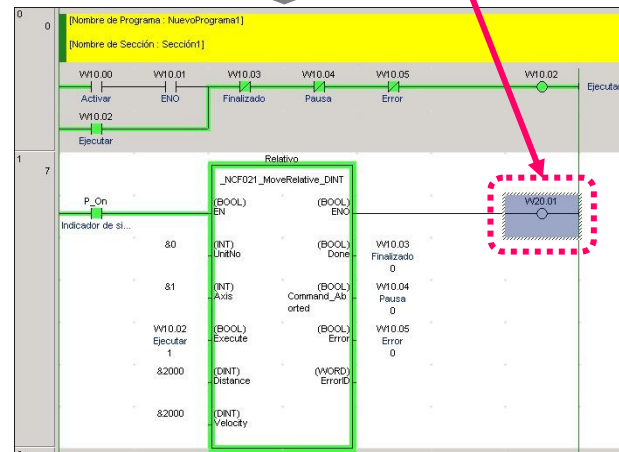 0
0
[Nombre de Programa : NuevoPrograma1]
[Nombre de Sección : Sección1]
W10.00 W10.01 W10.03 W10.04 W10.05 W10.02
Ejecutar
Activar ENO Finalizado Pausa Error
W10.02
Ejecutar
1
7
Relativo
_NCF021_MoveRelative_DINT
P_On
(BOOL) (BOOL)
EN ENO
W20.01
Indicador de si...
&0 (INT) (BOOL) W10.03
UnitNo Done Finalizado
0
&1 (INT) (BOOL) W10.04
Axis Command_Ab Pausa
orted 0
W10.02 (BOOL) (BOOL) W10.05
Ejecutar Execute Error Error
1 0
&2000 (DINT) (WORD)
Distance ErrorID
&2000 (DINT)
Velocity